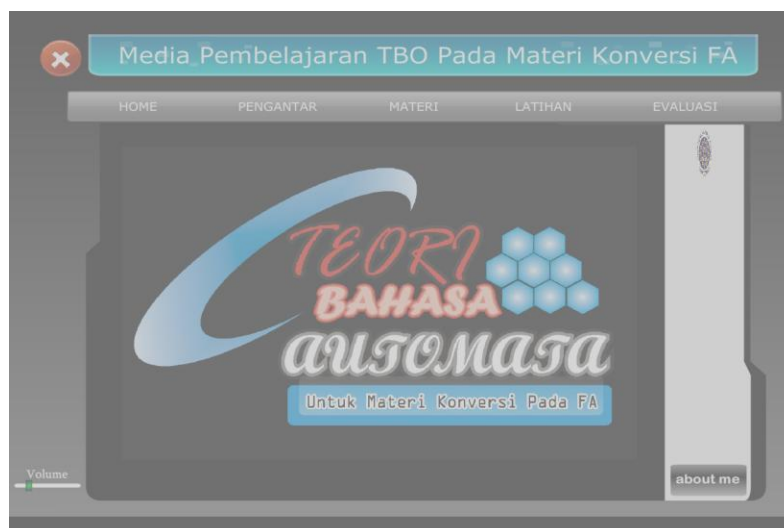 Media Pembelajaran TBO Pada Materi Konversi FA
HOME PENGANTAR MATERI LATIHAN EVALUASI
TEORI
BAHASA
AUTOMATA
Untuk Materi Konversi Pada FA
Volume
about me